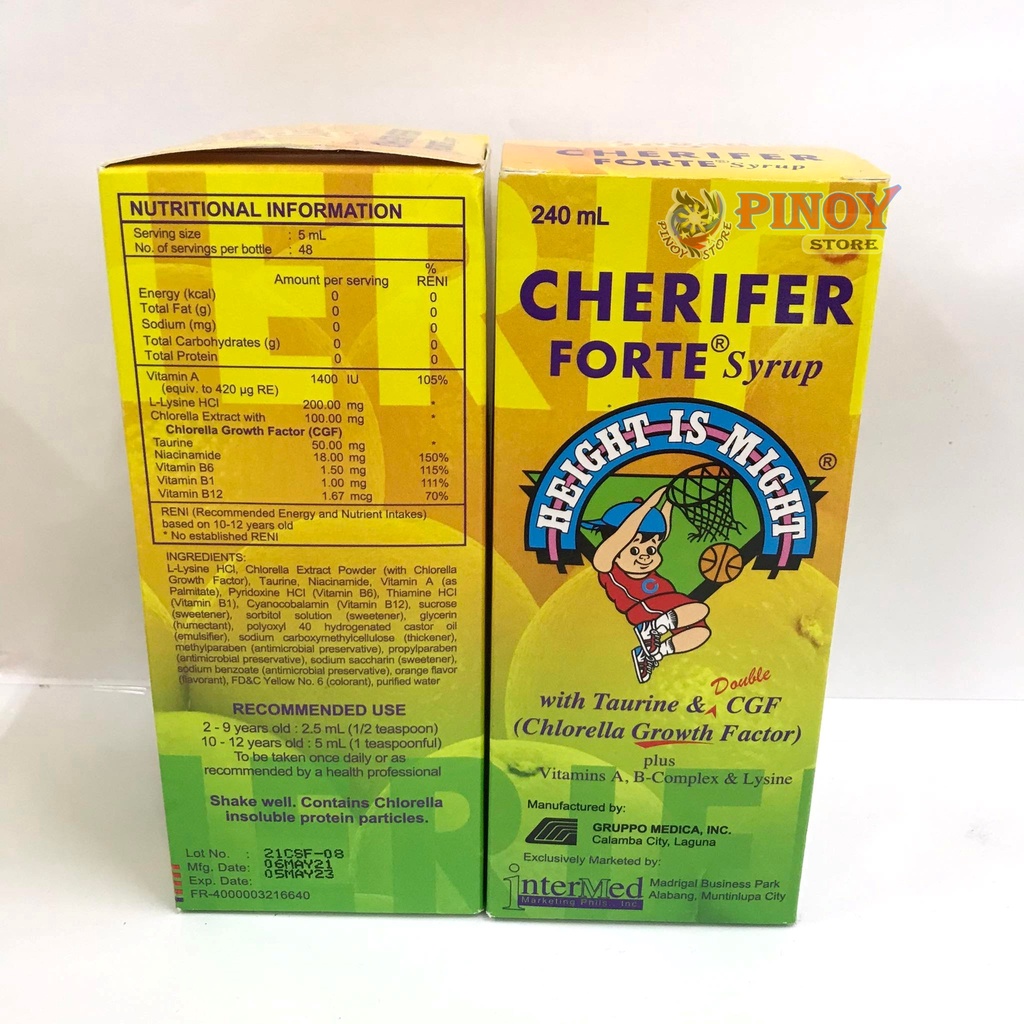 NUTRITIONAL INFORMATION
Serving size : 5 mL
No. of servings per bottle : 48
Amount per serving % RENI
Energy (kcal) 0 0
Total Fat (g) 0 0
Sodium (mg) 0 0
Total Carbohydrates (g) 0 0
Total Protein 0 0
Vitamin A 1400 IU 105%
(equiv. to 420 µg RE)
L-Lysine HCl 200.00 mg *
Chlorella Extract with 100.00 mg *
Chlorella Growth Factor (CGF)
Taurine 50.00 mg *
Niacinamide 18.00 mg 150%
Vitamin B6 1.50 mg 115%
Vitamin B1 1.00 mg 111%
Vitamin B12 1.67 mcg 70%
RENI (Recommended Energy and Nutrient Intakes)
based on 10-12 years old
* No established RENI
INGREDIENTS:
L-Lysine HCl, Chlorella Extract Powder (with Chlorella
Growth Factor), Taurine, Niacinamide, Vitamin A (as
Palmitate), Pyridoxine HCl (Vitamin B6), Thiamine HCl
(Vitamin B1), Cyanocobalamin (Vitamin B12), sucrose
(sweetener), sorbitol solution (sweetener), glycerin
(humectant), polyoxyl 40 hydrogenated castor oil
(emulsifier), sodium carboxymethylcellulose (thickener),
methylparaben (antimicrobial preservative), propylparaben
(antimicrobial preservative), sodium saccharin (sweetener),
sodium benzoate (antimicrobial preservative), orange flavor
(flavorant), FD&C Yellow No. 6 (colorant), purified water
RECOMMENDED USE
2 - 9 years old : 2.5 mL (1/2 teaspoon)
10 - 12 years old : 5 mL (1 teaspoonful)
To be taken once daily or as
recommended by a health professional
Shake well. Contains Chlorella
insoluble protein particles.
Lot No. : 21CSF-08
Mfg. Date: 06MAY21
Exp. Date: 05MAY23
FR-4000003216640
CHERIFER
FORTE® Syrup
240 mL
PINOY STORE
PINOY
STORE
CHERIFER
FORTE® Syrup
HEIGHT IS MIGHT ®
Double
with Taurine & CGF
(Chlorella Growth Factor)
plus
Vitamins A, B-Complex & Lysine
Manufactured by:
GRUPPO MEDICA, INC.
Calamba City, Laguna
Exclusively Marketed by:
interMed
Marketing Phils., Inc.
Madrigal Business Park
Alabang, Muntinlupa City